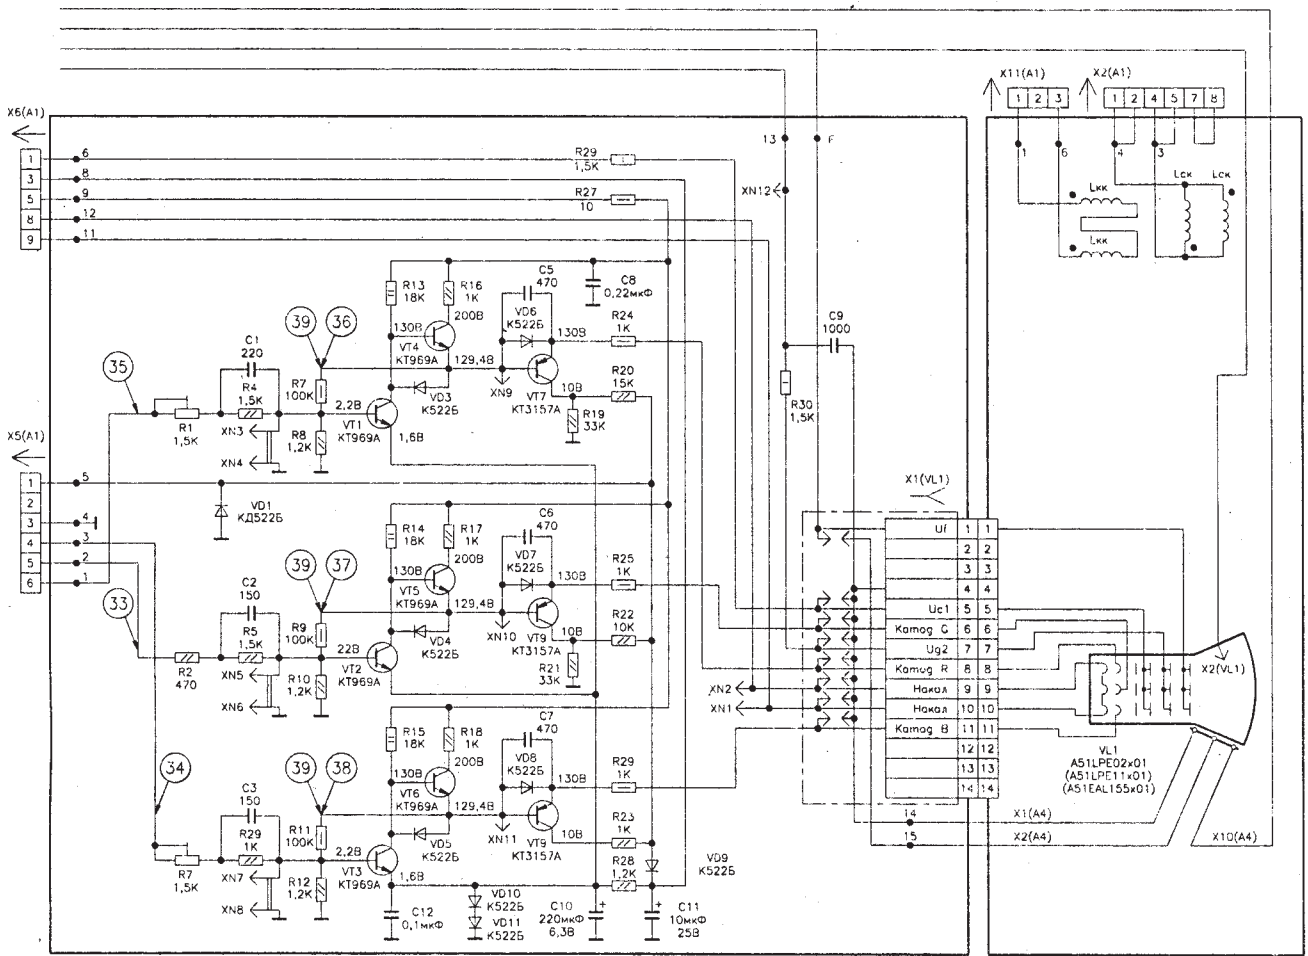 X11(A1) X2(A1)
1 2 3 1 2 4 5 7 8
X6(A1)
13 F
1 6 R29 1,5K
3 8
5 9 R27 10
8 12
9 11
XN12
1 6 4 3
Lкк Lск Lск
Lкк
R13 18K R16 1K 200В
C5 470
VD6 К522Б
C8 0,22мкФ
R24 1K
C9 1000
39 36
130В 130В
VT4 КТ969А 129,4В
C1 220
35
R4 1,5K
R7 100K
VD3 К522Б
XN9
VT7 КТ3157А
10В
R20 15K
R19 33K
R30 1,5K
R1 1,5K
XN3
XN4
R8 1,2K
2,2В
VT1 КТ969А
1,6В
X5(A1)
1 5
2
3 4
4 3
5 2
6 1
VD1 КД522Б
X1(VL1)
R14 18K R17 1K 200В
C6 470
VD7 К522Б
R25 1K
39 37
130В 130В
VT5 КТ969А 129,4В
C2 150
33
R5 1,5K
R9 100K
VD4 К522Б
XN10
VT9 КТ3157А
10В
R22 10K
R21 33K
R2 470
XN5
XN6
R10 1,2K
22В
VT2 КТ969А
Uf 1 1
2 2
3 3
4 4
Uc1 5 5
Катод G 6 6
Ug2 7 7
Катод R 8 8
Накал 9 9
Накал 10 10
Катод B 11 11
12 12
13 13
14 14
XN2
XN1
X2(VL1)
VL1
A51LPE02x01
(A51LPE11x01)
(A51EAL155x01)
R15 18K R18 1K 200В
C7 470
VD8 К522Б
R29 1K
39 38
34
130В 130В
VT6 КТ969А 129,4В
C3 150
R29 1K
R11 100K
VD5 К522Б
XN11
VT9 КТ3157А
10В
R23 1K
R7 1,5K
XN7
XN8
R12 1,2K
2,2В
VT3 КТ969А
1,6В
R28 1,2K
VD9 К522Б
14 X1(A4)
15 X2(A4) X10(A4)
C12 0,1мкФ
VD10 К522Б
VD11 К522Б
C10 220мкФ 6,3В
+
C11 10мкФ 25В
+